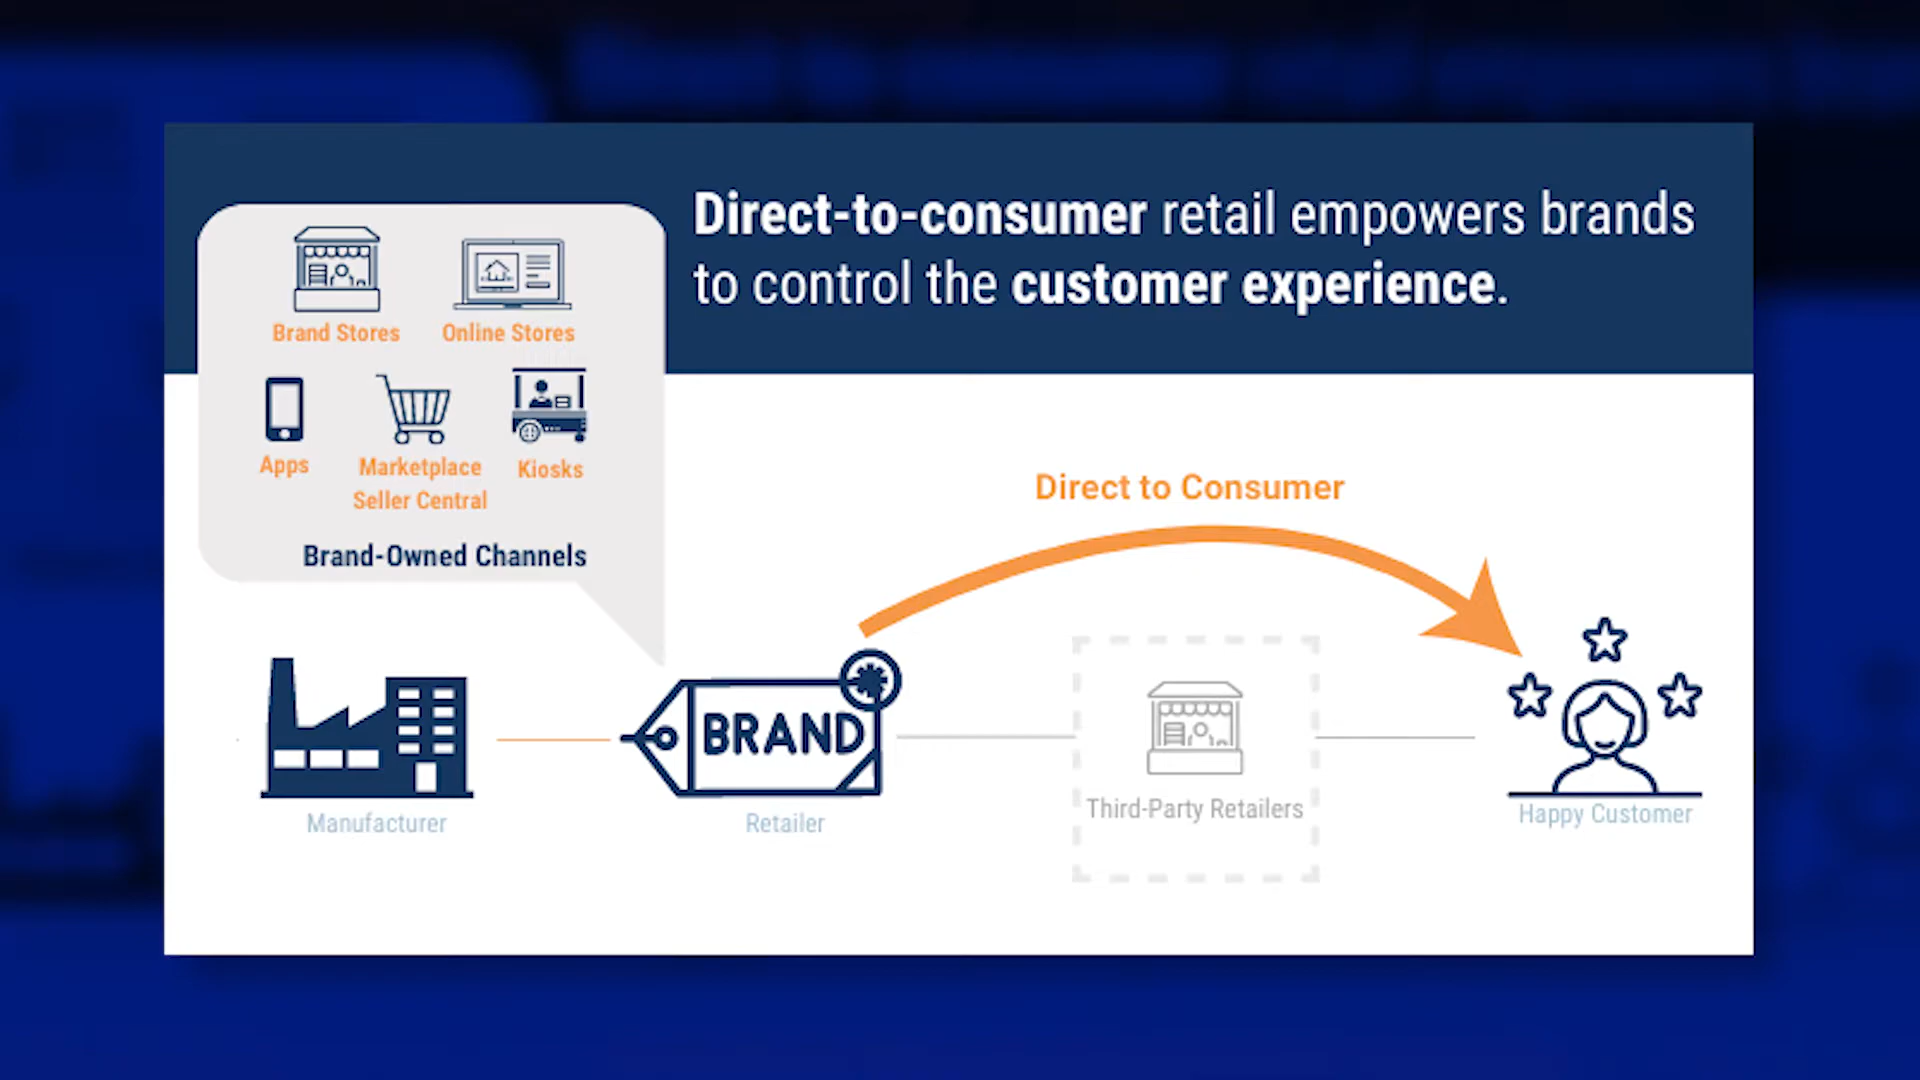 Direct-to-consumer retail empowers brands
to control the customer experience.
Brand Stores
Online Stores
Apps
Marketplace
Seller Central
Kiosks
Brand-Owned Channels
Direct to Consumer
BRAND
Manufacturer
Retailer
Third-Party Retailers
Happy Customer